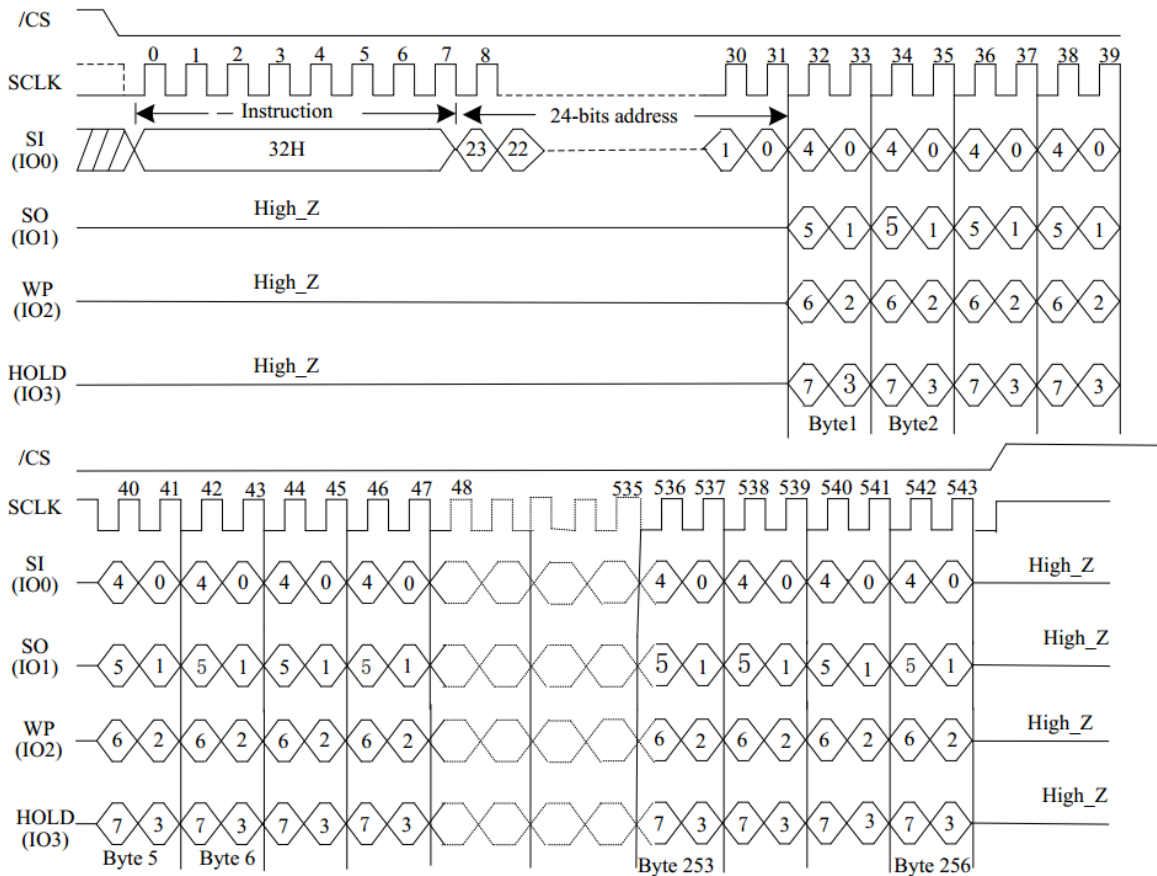 /CS
0 1 2 3 4 5 6 7 8 30 31 32 33 34 35 36 37 38 39
SCLK
Instruction 24-bits address
SI
(IO0)
32H 23 22 1 0 4 0 4 0 4 0 4 0
SO
(IO1)
High_Z 5 1 5 1 5 1 5 1
WP
(IO2)
High_Z 6 2 6 2 6 2 6 2
HOLD
(IO3)
High_Z 7 3 7 3 7 3 7 3
Byte1 Byte2
/CS
40 41 42 43 44 45 46 47 48 535 536 537 538 539 540 541 542 543
SCLK
SI
(IO0)
4 0 4 0 4 0 4 0 4 0 4 0 4 0 4 0 High_Z
SO
(IO1)
5 1 5 1 5 1 5 1 5 1 5 1 5 1 5 1 High_Z
WP
(IO2)
6 2 6 2 6 2 6 2 6 2 6 2 6 2 6 2 High_Z
HOLD
(IO3)
7 3 7 3 7 3 7 3 7 3 7 3 7 3 7 3 High_Z
Byte 5 Byte 6 Byte 253 Byte 256